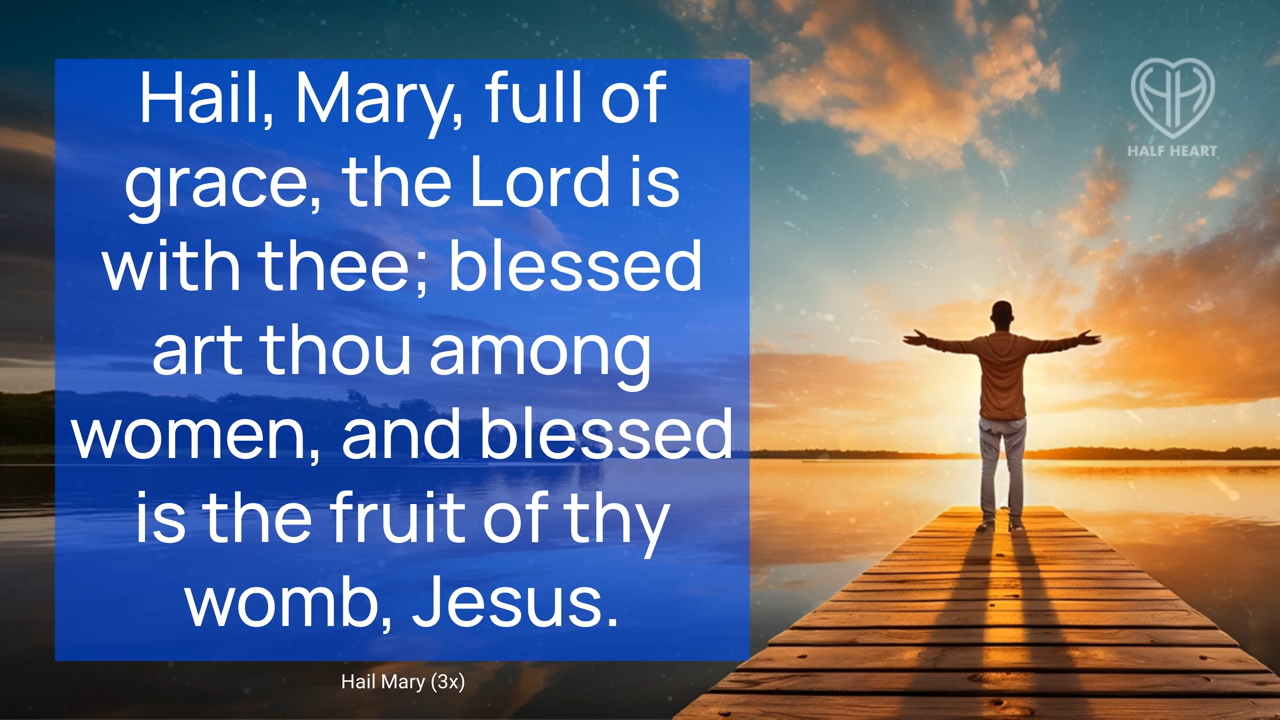 Hail, Mary, full of
grace, the Lord is
with thee; blessed
art thou among
women, and blessed
is the fruit of thy
womb, Jesus.
Hail Mary (3x)
HALF HEART